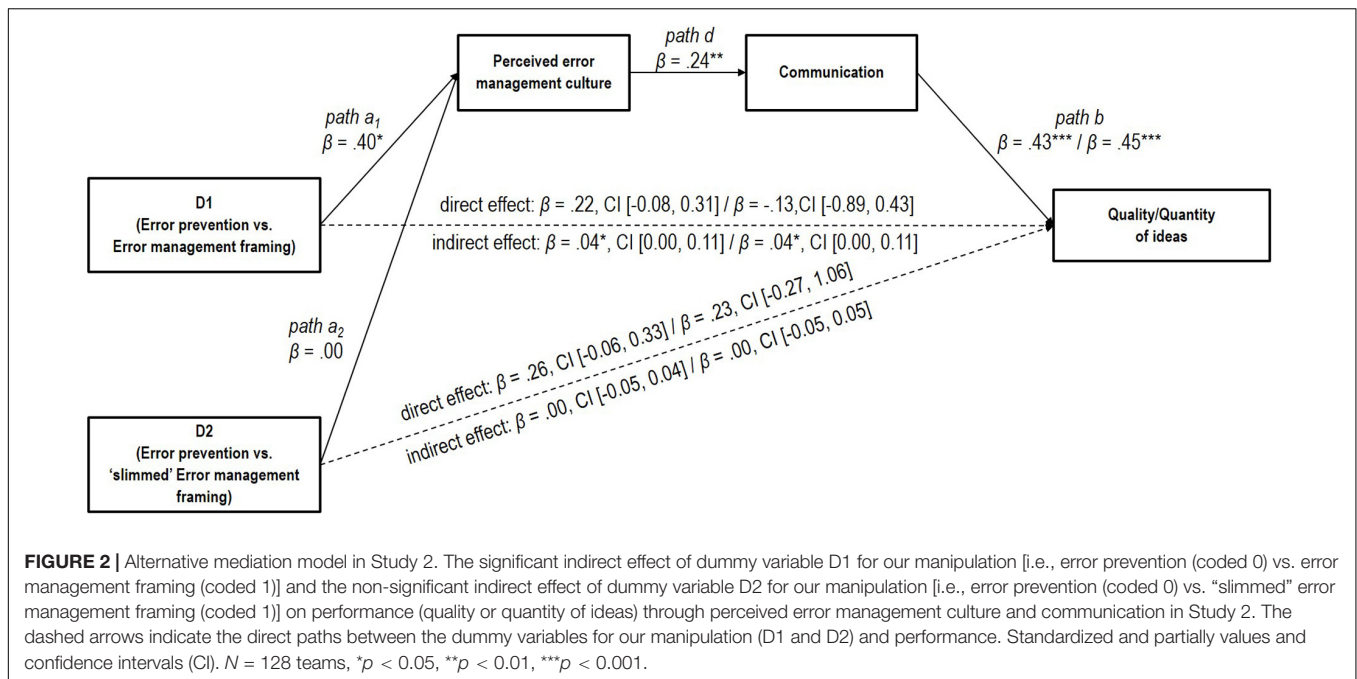 path d
β = .24**
Perceived error
management culture
Communication
path a₁
β = .40*
path b
β = .43*** / β = .45***
D1
(Error prevention vs.
Error management framing)
direct effect: β = .22, CI [-0.08, 0.31] / β = -.13,CI [-0.89, 0.43]
indirect effect: β = .04*, CI [0.00, 0.11] / β = .04*, CI [0.00, 0.11]
Quality/Quantity
of ideas
path a₂
β = .00
direct effect: β = .26, CI [-0.06, 0.33] / β = .23, CI [-0.27, 1.06]
indirect effect: β = .00, CI [-0.05, 0.04] / β = .00, CI [-0.05, 0.05]
D2
(Error prevention vs.
‘slimmed’ Error management
framing)
FIGURE 2 | Alternative mediation model in Study 2. The significant indirect effect of dummy variable D1 for our manipulation [i.e., error prevention (coded 0) vs. error
management framing (coded 1)] and the non-significant indirect effect of dummy variable D2 for our manipulation [i.e., error prevention (coded 0) vs. “slimmed” error
management framing (coded 1)] on performance (quality or quantity of ideas) through perceived error management culture and communication in Study 2. The
dashed arrows indicate the direct paths between the dummy variables for our manipulation (D1 and D2) and performance. Standardized and partially values and
confidence intervals (CI). N = 128 teams, *p < 0.05, **p < 0.01, ***p < 0.001.